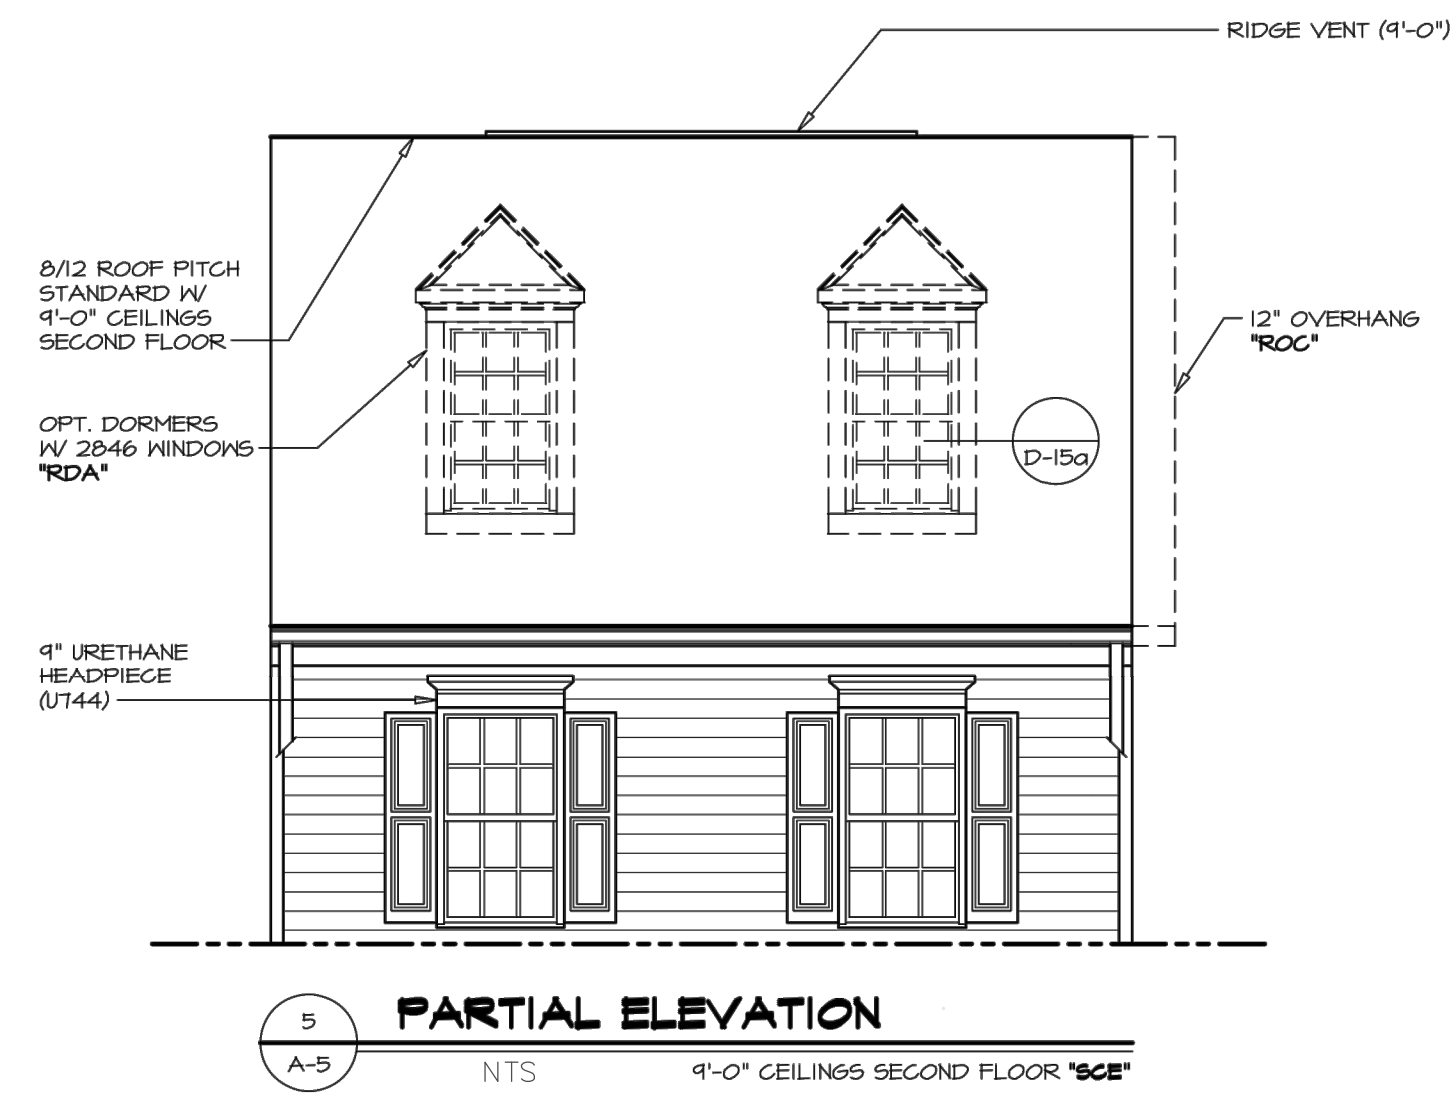 RIDGE VENT (9'-0")
8/12 ROOF PITCH
STANDARD W/
9'-0" CEILINGS
SECOND FLOOR
12" OVERHANG
"ROC"
OPT. DORMERS
W/ 2846 WINDOWS
"RDA"
D-15a
9" URETHANE
HEADPIECE
(U744)
5
A-5
PARTIAL ELEVATION
NTS
9'-0" CEILINGS SECOND FLOOR "SCE"